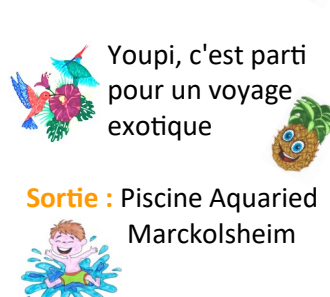 Youpi, c'est parti
pour un voyage
exotique
Sortie : Piscine Aquaried
Marckolsheim